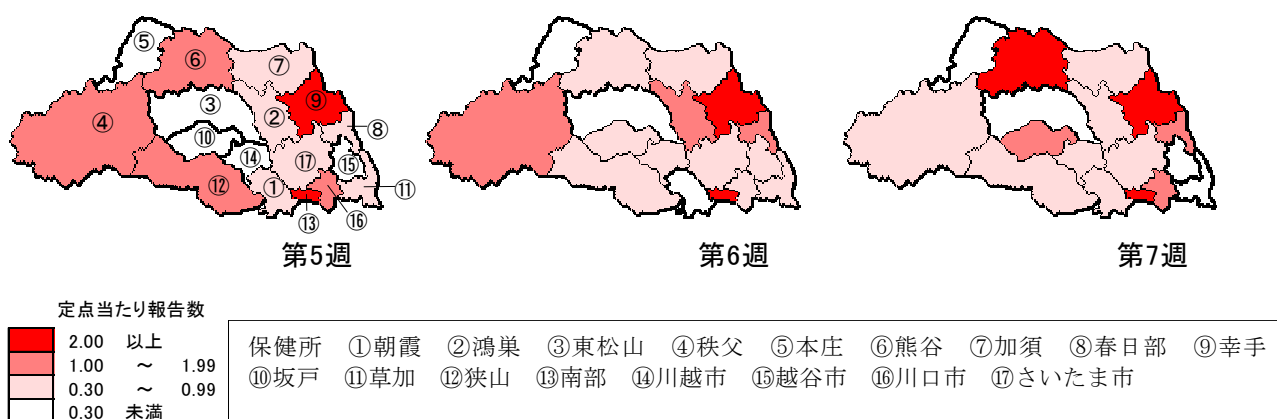 ⑤
⑥
⑦
④
③
②
⑨
⑧
⑩
⑭
⑰
⑮
⑫
①
⑪
⑬
⑯
第5週
第6週
第7週
定点当たり報告数
2.00 以上
1.00 ～ 1.99
0.30 ～ 0.99
0.30 未満
保健所 ①朝霞 ②鴻巣 ③東松山 ④秩父 ⑤本庄 ⑥熊谷 ⑦加須 ⑧春日部 ⑨幸手
⑩坂戸 ⑪草加 ⑫狭山 ⑬南部 ⑭川越市 ⑮越谷市 ⑯川口市 ⑰さいたま市